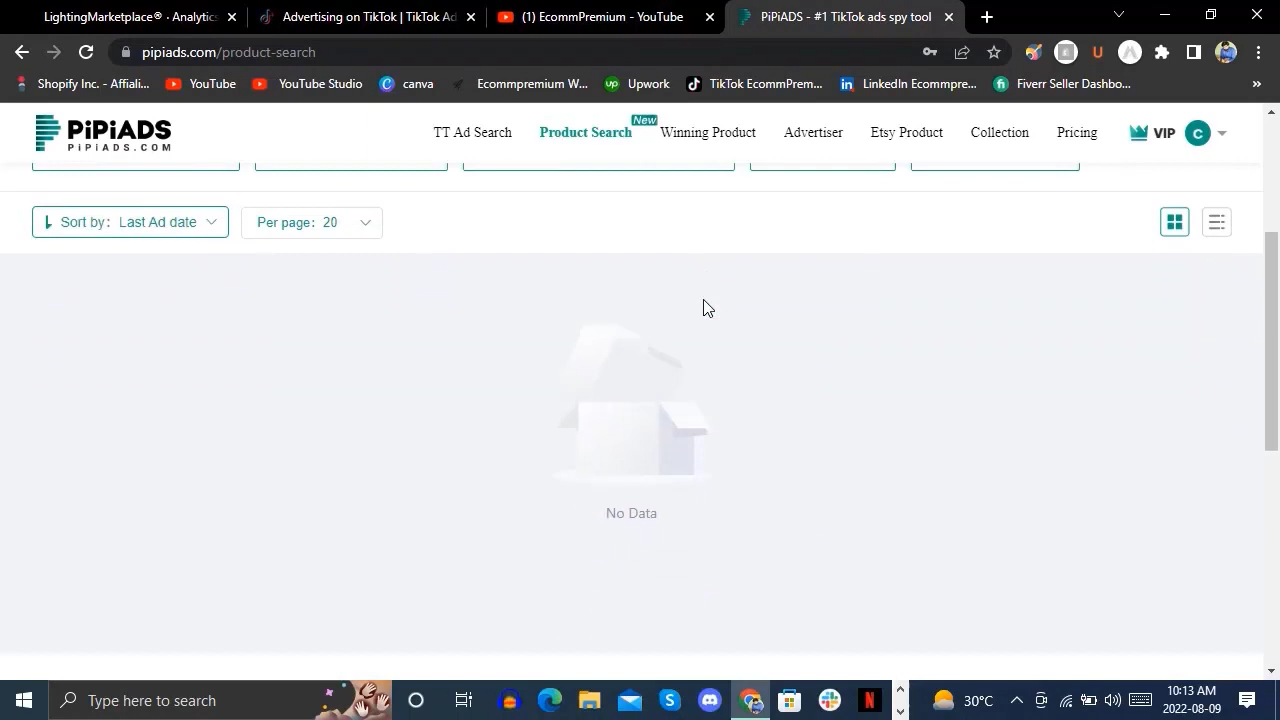 LightingMarketplace® · Analytics
Advertising on TikTok | TikTok Ad
(1) EcommPremium - YouTube
PiPiADS - #1 TikTok ads spy tool
pipiads.com/product-search
Shopify Inc. - Affiliati...
YouTube
YouTube Studio
canva
Ecommpremium W...
Upwork
TikTok EcommPrem...
LinkedIn Ecommpre...
Fiverr Seller Dashbo...
PiPiADS
PIPIADS.COM
TT Ad Search
Product Search
New
Winning Product
Advertiser
Etsy Product
Collection
Pricing
VIP
C
Sort by: Last Ad date
Per page: 20
No Data
Type here to search
30°C
10:13 AM
2022-08-09